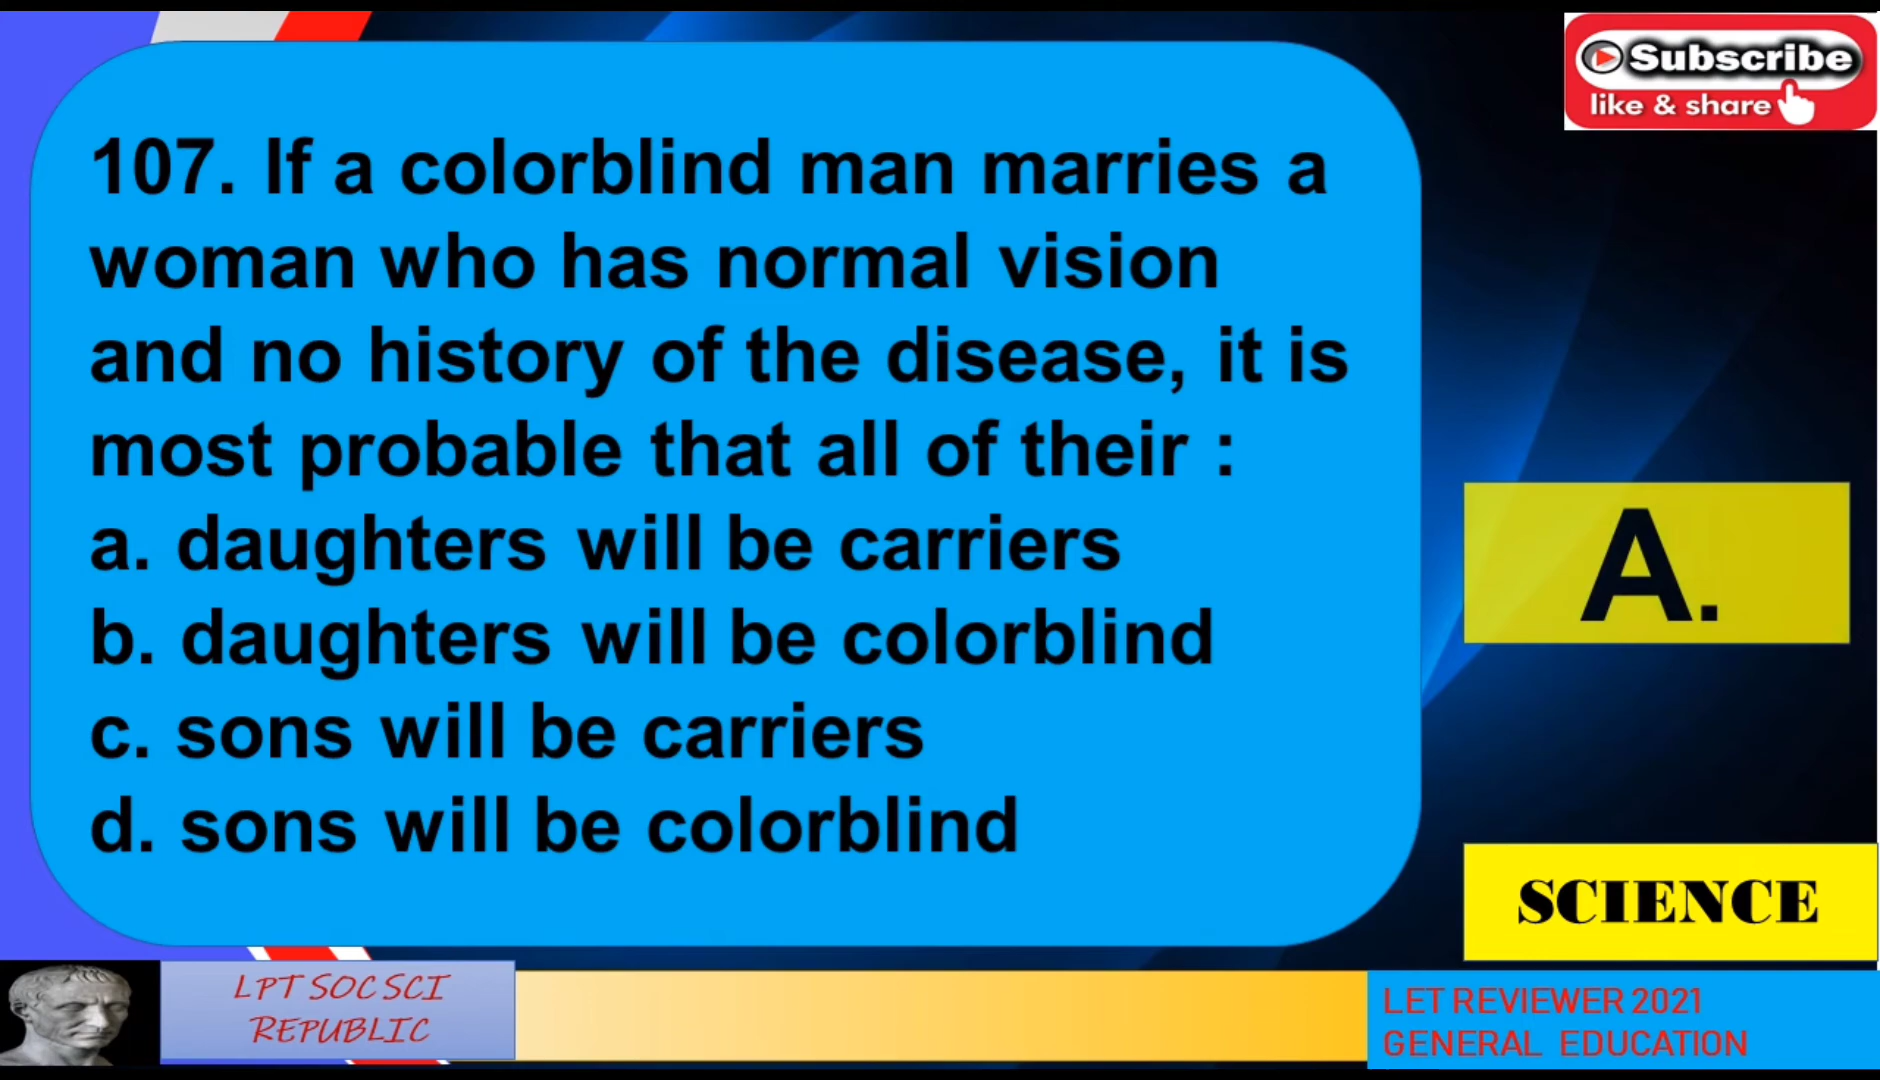 Subscribe
like & share
107. If a colorblind man marries a
woman who has normal vision
and no history of the disease, it is
most probable that all of their :
a. daughters will be carriers
b. daughters will be colorblind
c. sons will be carriers
d. sons will be colorblind
A.
SCIENCE
LPT SOC SCI
REPUBLIC
LET REVIEWER 2021
GENERAL EDUCATION